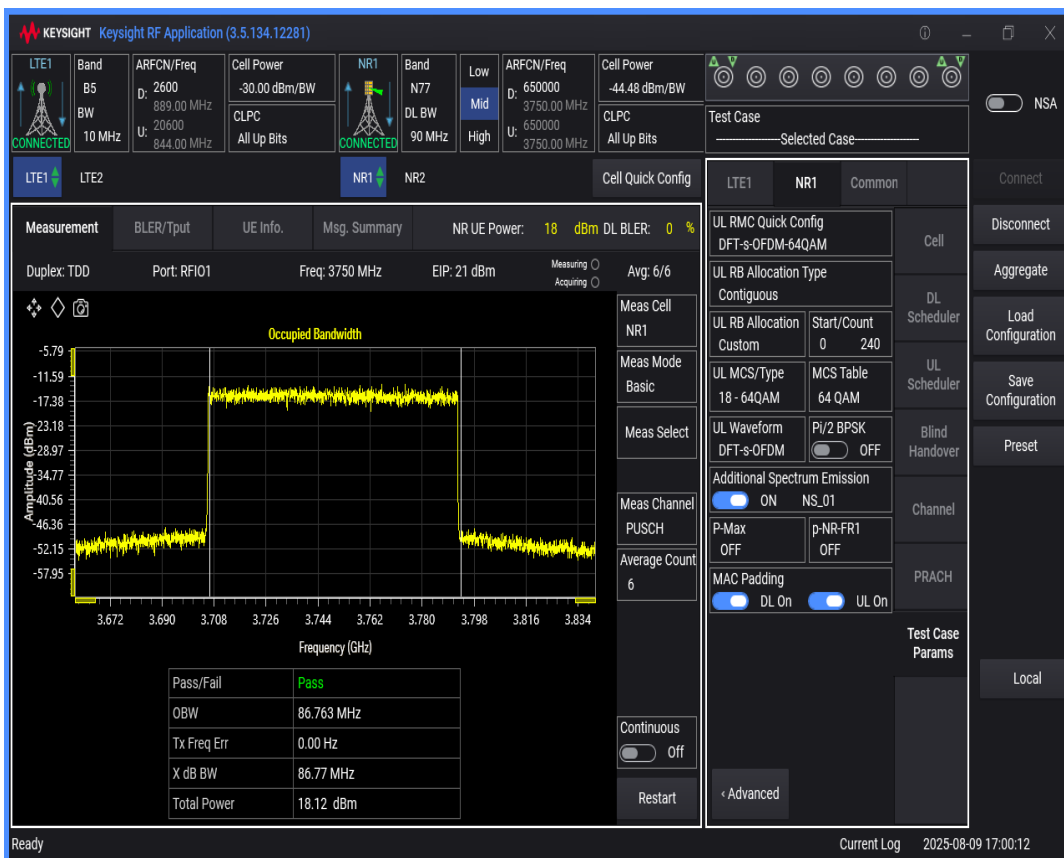 KEYSIGHT Keysight RF Application (3.5.134.12281)
LTE1
CONNECTED
Band
B5
BW
10 MHz
ARFCN/Freq
D: 2600
889.00 MHz
U: 20600
844.00 MHz
Cell Power
-30.00 dBm/BW
CLPC
All Up Bits
NR1
CONNECTED
Band
N77
DL BW
90 MHz
Low
Mid
High
ARFCN/Freq
D: 650000
3750.00 MHz
U: 650000
3750.00 MHz
Cell Power
-44.48 dBm/BW
CLPC
All Up Bits
Test Case
----------------Selected Case----------------
NSA
LTE1 LTE2 NR1 NR2 Cell Quick Config
Measurement BLER/Tput UE Info. Msg. Summary NR UE Power: 18 dBm DL BLER: 0 %
Duplex: TDD Port: RFIO1 Freq: 3750 MHz EIP: 21 dBm Measuring Avg: 6/6
Acquiring
Occupied Bandwidth
Amplitude (dBm)
-5.79
-11.59
-17.38
-23.18
-28.97
-34.77
-40.56
-46.36
-52.15
-57.95
3.672 3.690 3.708 3.726 3.744 3.762 3.780 3.798 3.816 3.834
Frequency (GHz)
Pass/Fail Pass
OBW 86.763 MHz
Tx Freq Err 0.00 Hz
X dB BW 86.77 MHz
Total Power 18.12 dBm
Meas Cell
NR1
Meas Mode
Basic
Meas Select
Meas Channel
PUSCH
Average Count
6
Continuous
Off
Restart
LTE1 NR1 Common
UL RMC Quick Config
DFT-s-OFDM-64QAM
UL RB Allocation Type
Contiguous
UL RB Allocation
Custom
Start/Count
0 240
UL MCS/Type
18 - 64QAM
MCS Table
64 QAM
UL Waveform
DFT-s-OFDM
Pi/2 BPSK
OFF
Additional Spectrum Emission
ON NS_01
P-Max
OFF
p-NR-FR1
OFF
MAC Padding
DL On UL On
‹ Advanced
Cell
DL
Scheduler
UL
Scheduler
Blind
Handover
Channel
PRACH
Test Case
Params
Connect
Disconnect
Aggregate
Load
Configuration
Save
Configuration
Preset
Local
Ready Current Log 2025-08-09 17:00:12